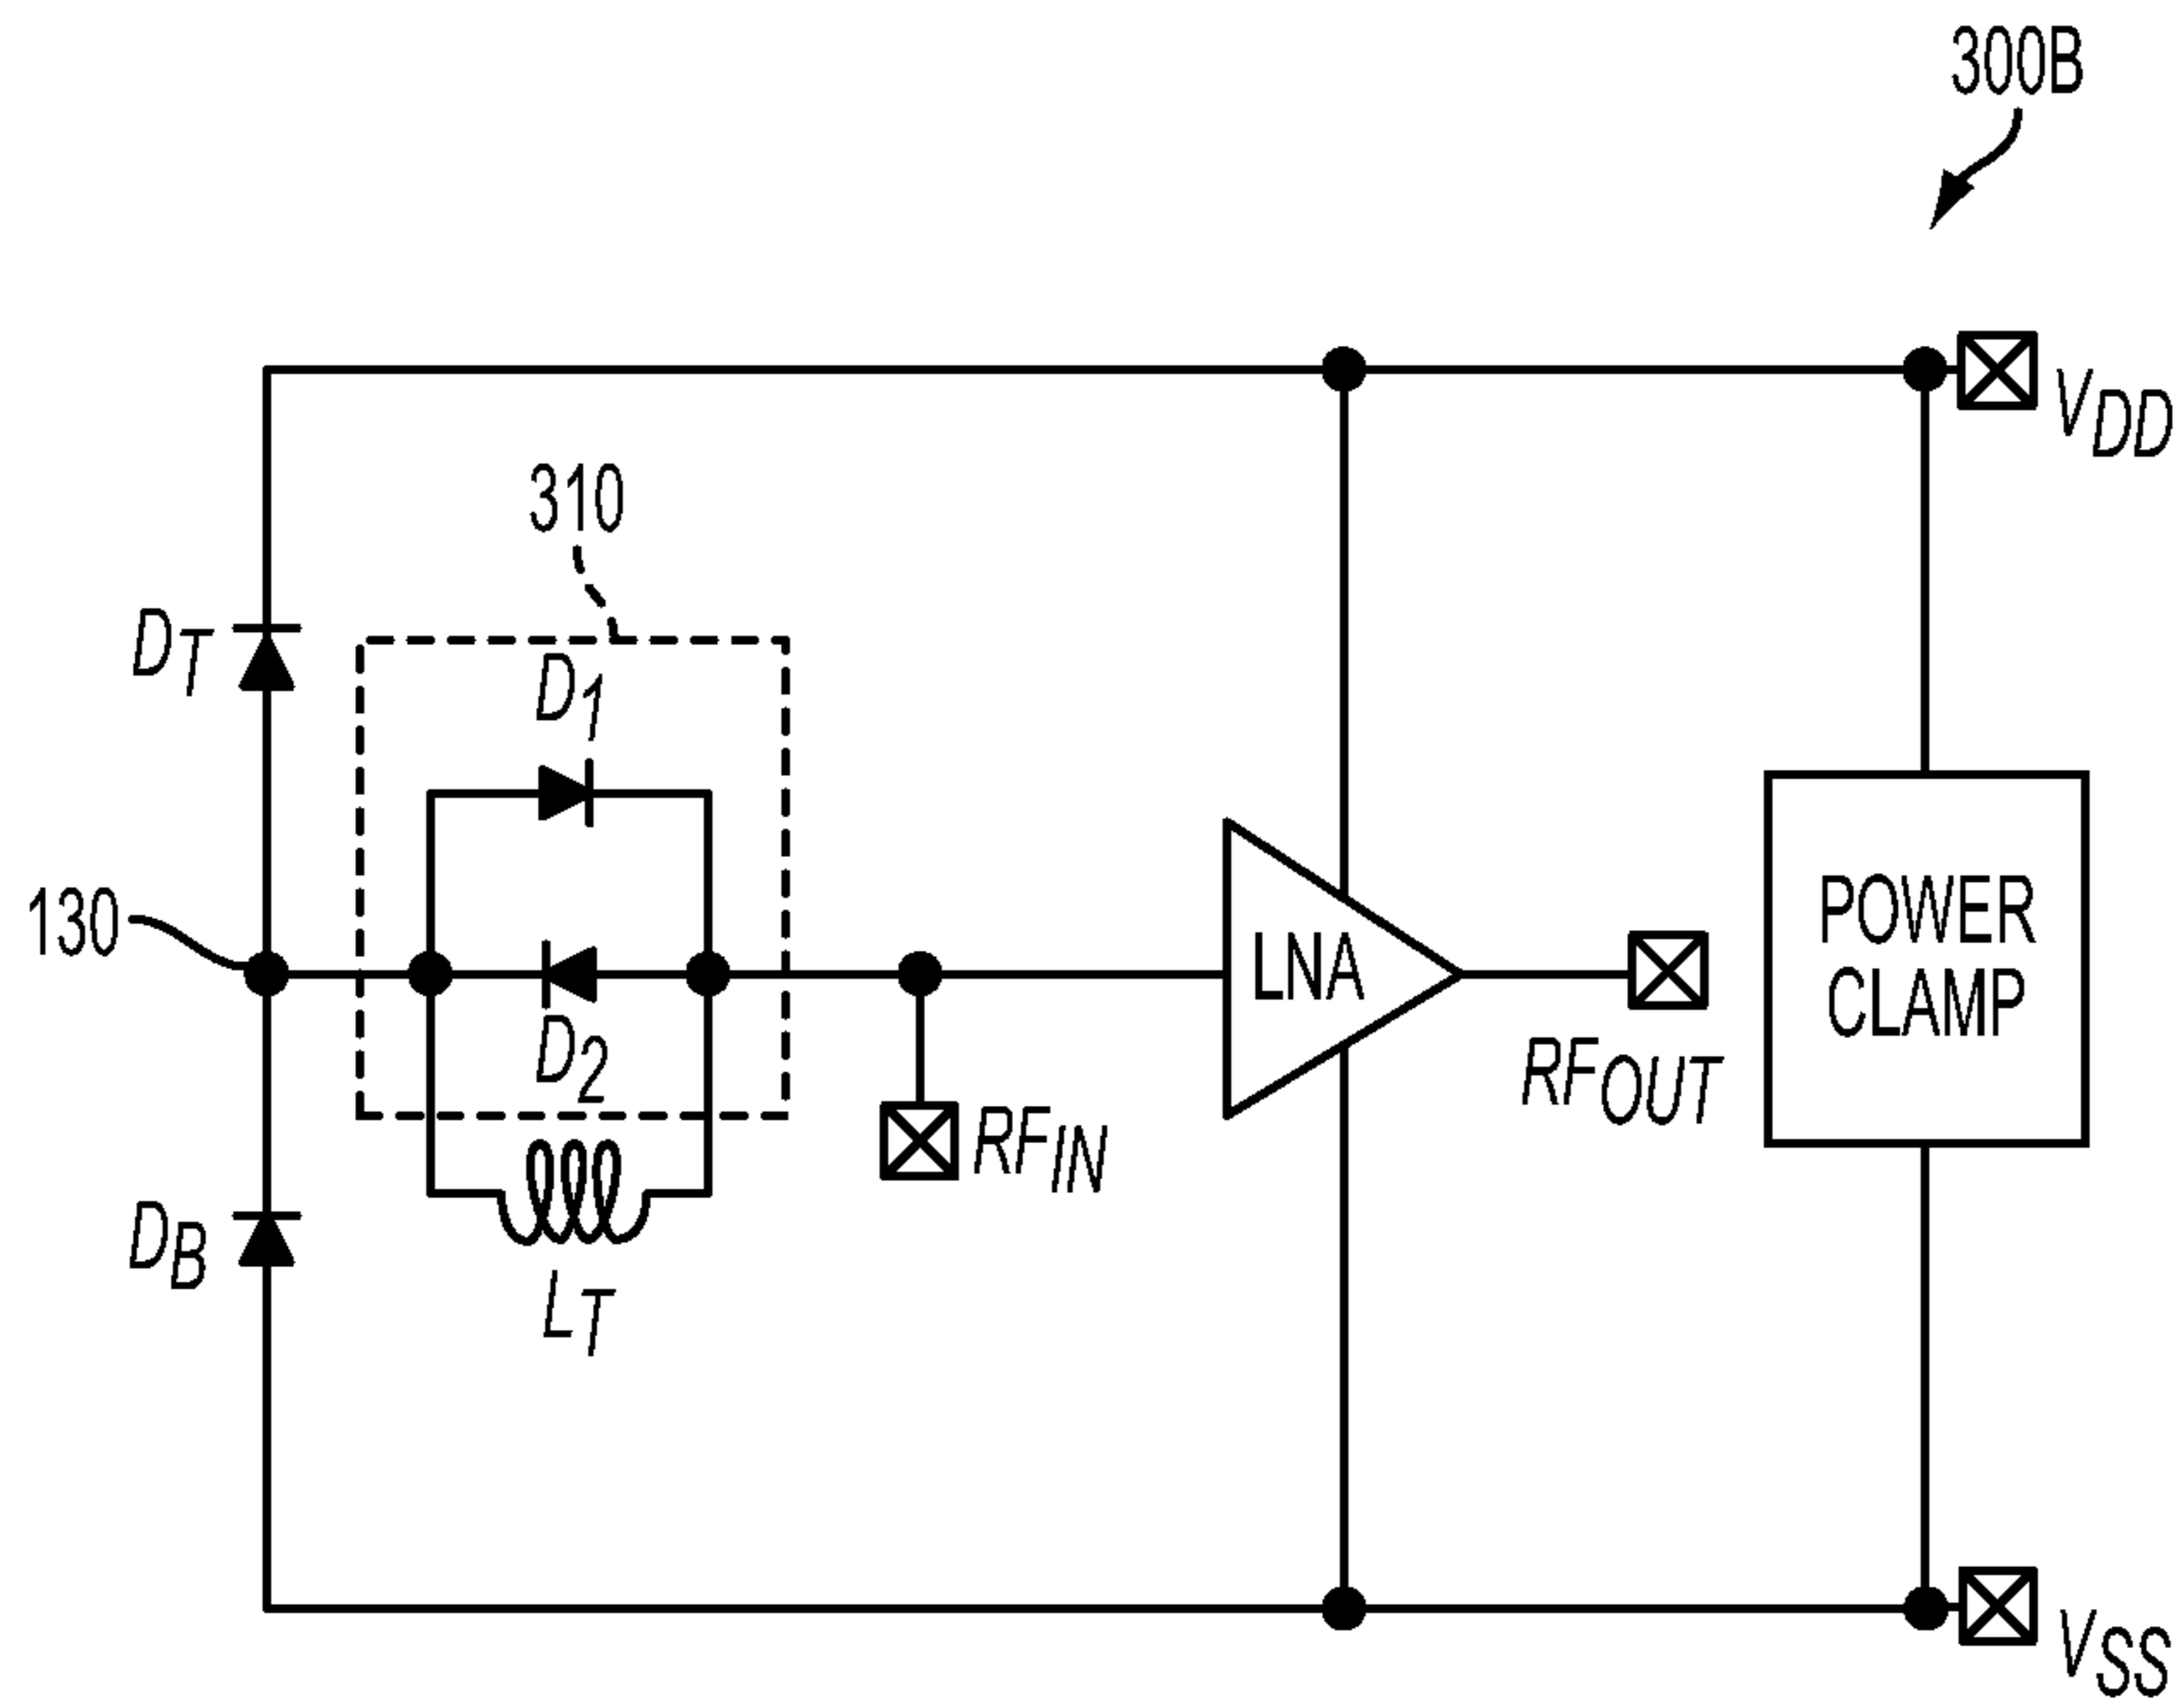 300B
VDD
310
DT
D1
130
POWER
CLAMP
LNA
D2
RFOUT
RFIN
DB
LT
VSS